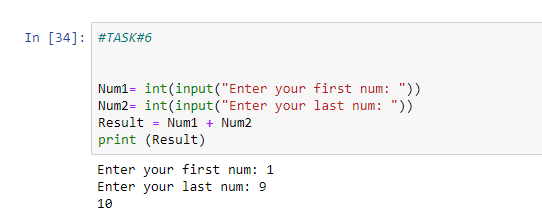 In [34]: #TASK#6
Num1= int(input("Enter your first num: "))
Num2= int(input("Enter your last num: "))
Result = Num1 + Num2
print (Result)
Enter your first num: 1
Enter your last num: 9
10